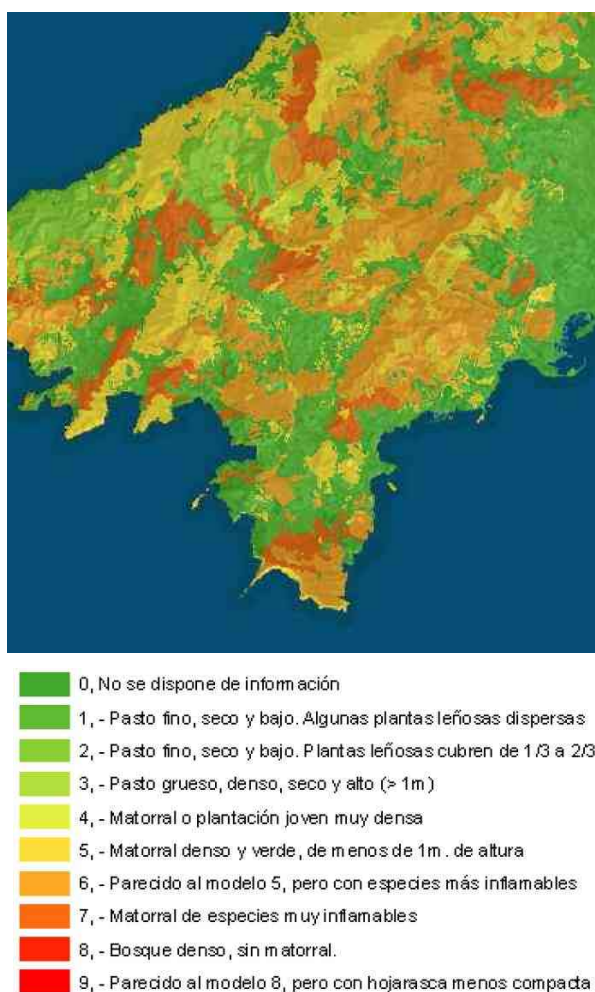 0, No se dispone de información
1, - Pasto fino, seco y bajo. Algunas plantas leñosas dispersas
2, - Pasto fino, seco y bajo. Plantas leñosas cubren de 1/3 a 2/3
3, - Pasto grueso, denso, seco y alto (> 1m)
4, - Matorral o plantación joven muy densa
5, - Matorral denso y verde, de menos de 1m. de altura
6, - Parecido al modelo 5, pero con especies más inflamables
7, - Matorral de especies muy inflamables
8, - Bosque denso, sin matorral.
9, - Parecido al modelo 8, pero con hojarasca menos compacta